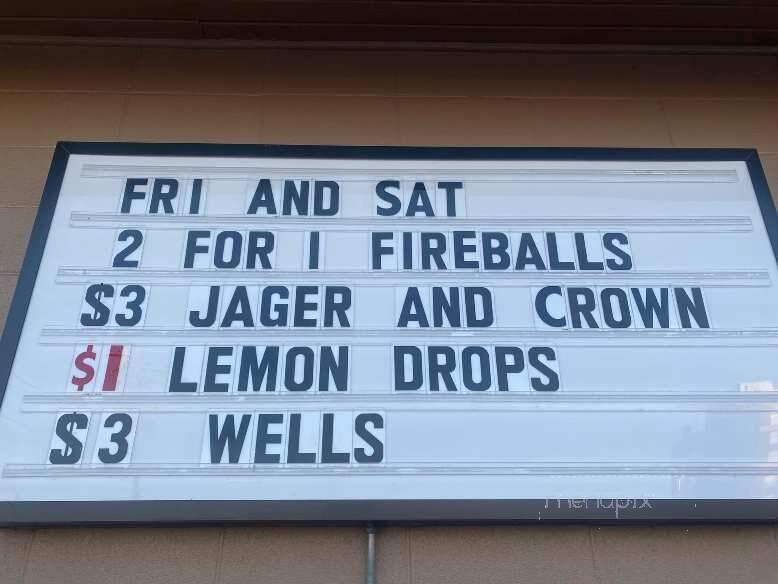 FRI AND SAT
2 FOR 1 FIREBALLS
$3 JAGER AND CROWN
$1 LEMON DROPS
$3 WELLS
menupix